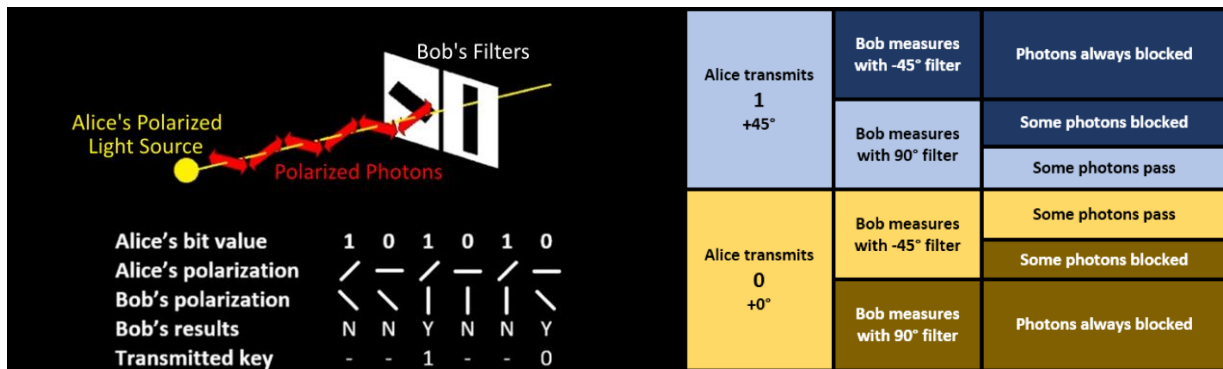 Bob's Filters
Alice's Polarized
Light Source
Polarized Photons
Alice's bit value 1 0 1 0 1 0
Alice's polarization / — / — / —
Bob's polarization \ \ | | | \
Bob's results N N Y N N Y
Transmitted key - - 1 - - 0
Alice transmits
1
+45°
Bob measures
with -45° filter
Photons always blocked
Bob measures
with 90° filter
Some photons blocked
Some photons pass
Alice transmits
0
+0°
Bob measures
with -45° filter
Some photons pass
Some photons blocked
Bob measures
with 90° filter
Photons always blocked